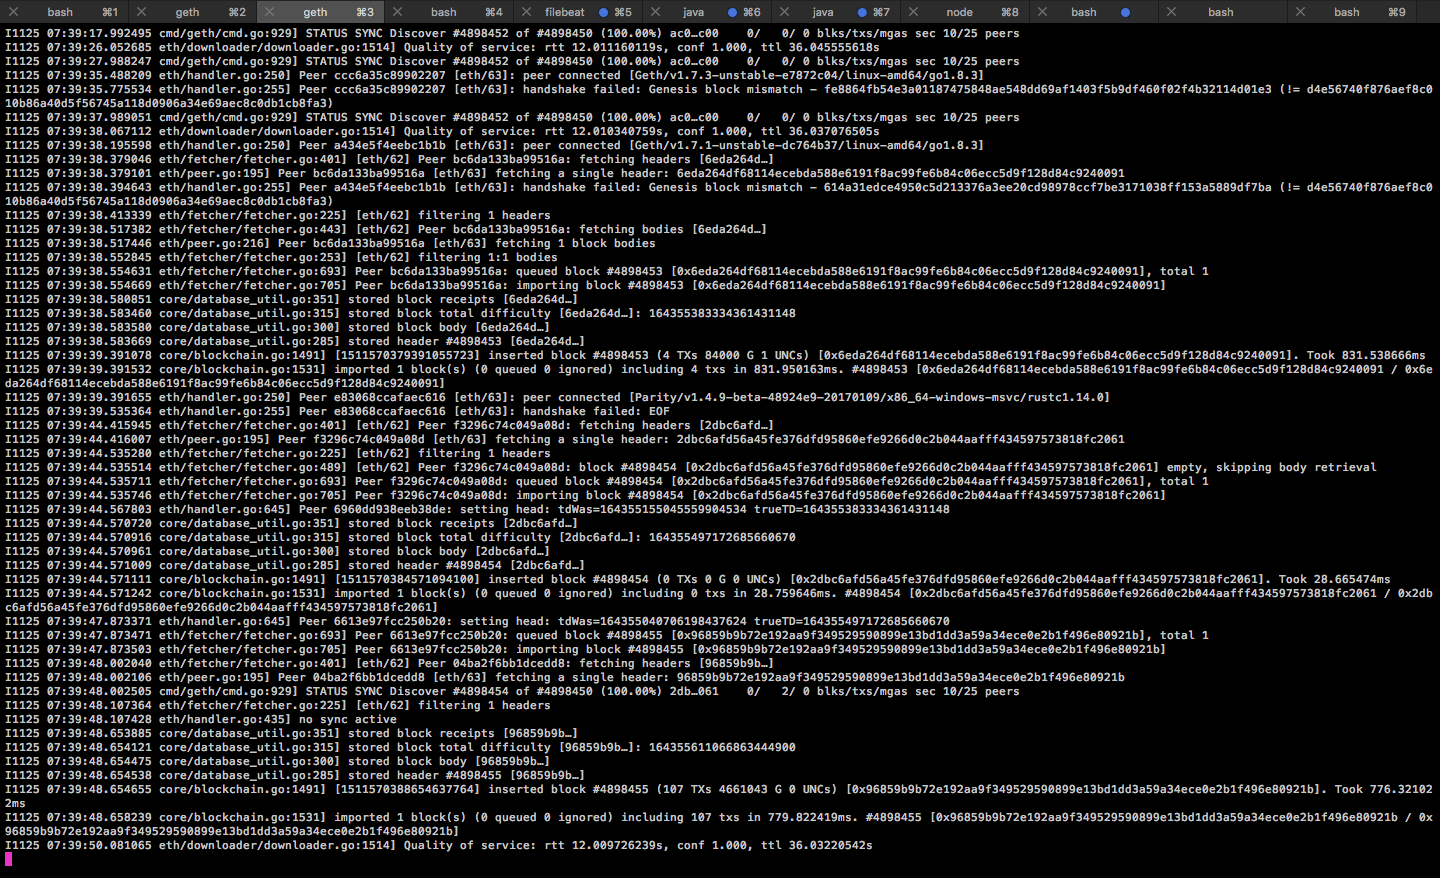 bash ⌘1 geth ⌘2 geth ⌘3 bash ⌘4 filebeat ⌘5 java ⌘6 java ⌘7 node ⌘8 bash bash geth ⌘9
I1125 07:39:17.992495 cmd/geth/cmd.go:929] STATUS SYNC Discover #4898452 of #4898450 (100.00%) ac0…c00    0/   0/ 0 blks/txs/mgas sec 10/25 peers
I1125 07:39:26.052685 eth/downloader/downloader.go:1514] Quality of service: rtt 12.011160119s, conf 1.000, ttl 36.045555618s
I1125 07:39:27.988247 cmd/geth/cmd.go:929] STATUS SYNC Discover #4898452 of #4898450 (100.00%) ac0…c00    0/   0/ 0 blks/txs/mgas sec 10/25 peers
I1125 07:39:35.488209 eth/handler.go:250] Peer ccc6a35c89902207 [eth/63]: peer connected [Geth/v1.7.3-unstable-e7872c04/linux-amd64/go1.8.3]
I1125 07:39:35.775534 eth/handler.go:255] Peer ccc6a35c89902207 [eth/63]: handshake failed: Genesis block mismatch - fe8864fb54e3a01187475848ae548dd69af1403f5b9df460f02f4b32114d01e3 (!= d4e56740f876aef8c0
10b86a40d5f56745a118d0906a34e69aec8c0db1cb8fa3)
I1125 07:39:37.989051 cmd/geth/cmd.go:929] STATUS SYNC Discover #4898452 of #4898450 (100.00%) ac0…c00    0/   0/ 0 blks/txs/mgas sec 10/25 peers
I1125 07:39:38.067112 eth/downloader/downloader.go:1514] Quality of service: rtt 12.010340759s, conf 1.000, ttl 36.037076505s
I1125 07:39:38.195598 eth/handler.go:250] Peer a434e5f4eebc1b1b [eth/63]: peer connected [Geth/v1.7.1-unstable-dc764b37/linux-amd64/go1.8.3]
I1125 07:39:38.379046 eth/fetcher/fetcher.go:401] [eth/62] Peer bc6da133ba99516a: fetching headers [6eda264d…]
I1125 07:39:38.379101 eth/peer.go:195] Peer bc6da133ba99516a [eth/63] fetching a single header: 6eda264df68114ecebda588e6191f8ac99fe6b84c06ecc5d9f128d84c9240091
I1125 07:39:38.394643 eth/handler.go:255] Peer a434e5f4eebc1b1b [eth/63]: handshake failed: Genesis block mismatch - 614a31edce4950c5d213376a3ee20cd98978ccf7be3171038ff153a5889df7ba (!= d4e56740f876aef8c0
10b86a40d5f56745a118d0906a34e69aec8c0db1cb8fa3)
I1125 07:39:38.413339 eth/fetcher/fetcher.go:225] [eth/62] filtering 1 headers
I1125 07:39:38.517382 eth/fetcher/fetcher.go:443] [eth/62] Peer bc6da133ba99516a: fetching bodies [6eda264d…]
I1125 07:39:38.517446 eth/peer.go:216] Peer bc6da133ba99516a [eth/63] fetching 1 block bodies
I1125 07:39:38.552845 eth/fetcher/fetcher.go:253] [eth/62] filtering 1:1 bodies
I1125 07:39:38.554631 eth/fetcher/fetcher.go:693] Peer bc6da133ba99516a: queued block #4898453 [0x6eda264df68114ecebda588e6191f8ac99fe6b84c06ecc5d9f128d84c9240091], total 1
I1125 07:39:38.554669 eth/fetcher/fetcher.go:705] Peer bc6da133ba99516a: importing block #4898453 [0x6eda264df68114ecebda588e6191f8ac99fe6b84c06ecc5d9f128d84c9240091]
I1125 07:39:38.580851 core/database_util.go:351] stored block receipts [6eda264d…]
I1125 07:39:38.583460 core/database_util.go:315] stored block total difficulty [6eda264d…]: 1643553833343614​31148
I1125 07:39:38.583580 core/database_util.go:300] stored block body [6eda264d…]
I1125 07:39:38.583669 core/database_util.go:285] stored header #4898453 [6eda264d…]
I1125 07:39:39.391078 core/blockchain.go:1491] [1511570379391055723] inserted block #4898453 (4 TXs 84000 G 1 UNCs) [0x6eda264df68114ecebda588e6191f8ac99fe6b84c06ecc5d9f128d84c9240091]. Took 831.538666ms
I1125 07:39:39.391532 core/blockchain.go:1531] imported 1 block(s) (0 queued 0 ignored) including 4 txs in 831.950163ms. #4898453 [0x6eda264df68114ecebda588e6191f8ac99fe6b84c06ecc5d9f128d84c9240091 / 0x6e
da264df68114ecebda588e6191f8ac99fe6b84c06ecc5d9f128d84c9240091]
I1125 07:39:39.391655 eth/handler.go:250] Peer e83068ccafaec616 [eth/63]: peer connected [Parity/v1.4.9-beta-48924e9-20170109/x86_64-windows-msvc/rustc1.14.0]
I1125 07:39:39.535364 eth/handler.go:255] Peer e83068ccafaec616 [eth/63]: handshake failed: EOF
I1125 07:39:44.415945 eth/fetcher/fetcher.go:401] [eth/62] Peer f3296c74c049a08d: fetching headers [2dbc6afd…]
I1125 07:39:44.416007 eth/peer.go:195] Peer f3296c74c049a08d [eth/63] fetching a single header: 2dbc6afd56a45fe376dfd95860efe9266d0c2b044aafff434597573818fc2061
I1125 07:39:44.535280 eth/fetcher/fetcher.go:225] [eth/62] filtering 1 headers
I1125 07:39:44.535514 eth/fetcher/fetcher.go:489] [eth/62] Peer f3296c74c049a08d: block #4898454 [0x2dbc6afd56a45fe376dfd95860efe9266d0c2b044aafff434597573818fc2061] empty, skipping body retrieval
I1125 07:39:44.535711 eth/fetcher/fetcher.go:693] Peer f3296c74c049a08d: queued block #4898454 [0x2dbc6afd56a45fe376dfd95860efe9266d0c2b044aafff434597573818fc2061], total 1
I1125 07:39:44.535746 eth/fetcher/fetcher.go:705] Peer f3296c74c049a08d: importing block #4898454 [0x2dbc6afd56a45fe376dfd95860efe9266d0c2b044aafff434597573818fc2061]
I1125 07:39:44.567803 eth/handler.go:645] Peer 6960dd938eeb38de: setting head: tdWas=164355155045559904534 trueTD=164355383334361431148
I1125 07:39:44.570720 core/database_util.go:351] stored block receipts [2dbc6afd…]
I1125 07:39:44.570916 core/database_util.go:315] stored block total difficulty [2dbc6afd…]: 164355497172685660670
I1125 07:39:44.570961 core/database_util.go:300] stored block body [2dbc6afd…]
I1125 07:39:44.571009 core/database_util.go:285] stored header #4898454 [2dbc6afd…]
I1125 07:39:44.571111 core/blockchain.go:1491] [1511570384571094100] inserted block #4898454 (0 TXs 0 G 0 UNCs) [0x2dbc6afd56a45fe376dfd95860efe9266d0c2b044aafff434597573818fc2061]. Took 28.665474ms
I1125 07:39:44.571242 core/blockchain.go:1531] imported 1 block(s) (0 queued 0 ignored) including 0 txs in 28.759646ms. #4898454 [0x2dbc6afd56a45fe376dfd95860efe9266d0c2b044aafff434597573818fc2061 / 0x2db
c6afd56a45fe376dfd95860efe9266d0c2b044aafff434597573818fc2061]
I1125 07:39:47.873371 eth/handler.go:645] Peer 6613e97fcc250b20: setting head: tdWas=164355040706198437624 trueTD=164355497172685660670
I1125 07:39:47.873471 eth/fetcher/fetcher.go:693] Peer 6613e97fcc250b20: queued block #4898455 [0x96859b9b72e192aa9f349529590899e13bd1dd3a59a34ece0e2b1f496e80921b], total 1
I1125 07:39:47.873503 eth/fetcher/fetcher.go:705] Peer 6613e97fcc250b20: importing block #4898455 [0x96859b9b72e192aa9f349529590899e13bd1dd3a59a34ece0e2b1f496e80921b]
I1125 07:39:48.002040 eth/fetcher/fetcher.go:401] [eth/62] Peer 04ba2f6bb1dcedd8: fetching headers [96859b9b…]
I1125 07:39:48.002106 eth/peer.go:195] Peer 04ba2f6bb1dcedd8 [eth/63] fetching a single header: 96859b9b72e192aa9f349529590899e13bd1dd3a59a34ece0e2b1f496e80921b
I1125 07:39:48.002505 cmd/geth/cmd.go:929] STATUS SYNC Discover #4898454 of #4898450 (100.00%) 2db…061    0/   2/ 0 blks/txs/mgas sec 10/25 peers
I1125 07:39:48.107364 eth/fetcher/fetcher.go:225] [eth/62] filtering 1 headers
I1125 07:39:48.107428 eth/handler.go:435] no sync active
I1125 07:39:48.653885 core/database_util.go:351] stored block receipts [96859b9b…]
I1125 07:39:48.654121 core/database_util.go:315] stored block total difficulty [96859b9b…]: 164355611066863444900
I1125 07:39:48.654475 core/database_util.go:300] stored block body [96859b9b…]
I1125 07:39:48.654538 core/database_util.go:285] stored header #4898455 [96859b9b…]
I1125 07:39:48.654655 core/blockchain.go:1491] [1511570388654637764] inserted block #4898455 (107 TXs 4661043 G 0 UNCs) [0x96859b9b72e192aa9f349529590899e13bd1dd3a59a34ece0e2b1f496e80921b]. Took 776.32102
2ms
I1125 07:39:48.658239 core/blockchain.go:1531] imported 1 block(s) (0 queued 0 ignored) including 107 txs in 779.822419ms. #4898455 [0x96859b9b72e192aa9f349529590899e13bd1dd3a59a34ece0e2b1f496e80921b / 0x
96859b9b72e192aa9f349529590899e13bd1dd3a59a34ece0e2b1f496e80921b]
I1125 07:39:50.081065 eth/downloader/downloader.go:1514] Quality of service: rtt 12.009726239s, conf 1.000, ttl 36.03220542s